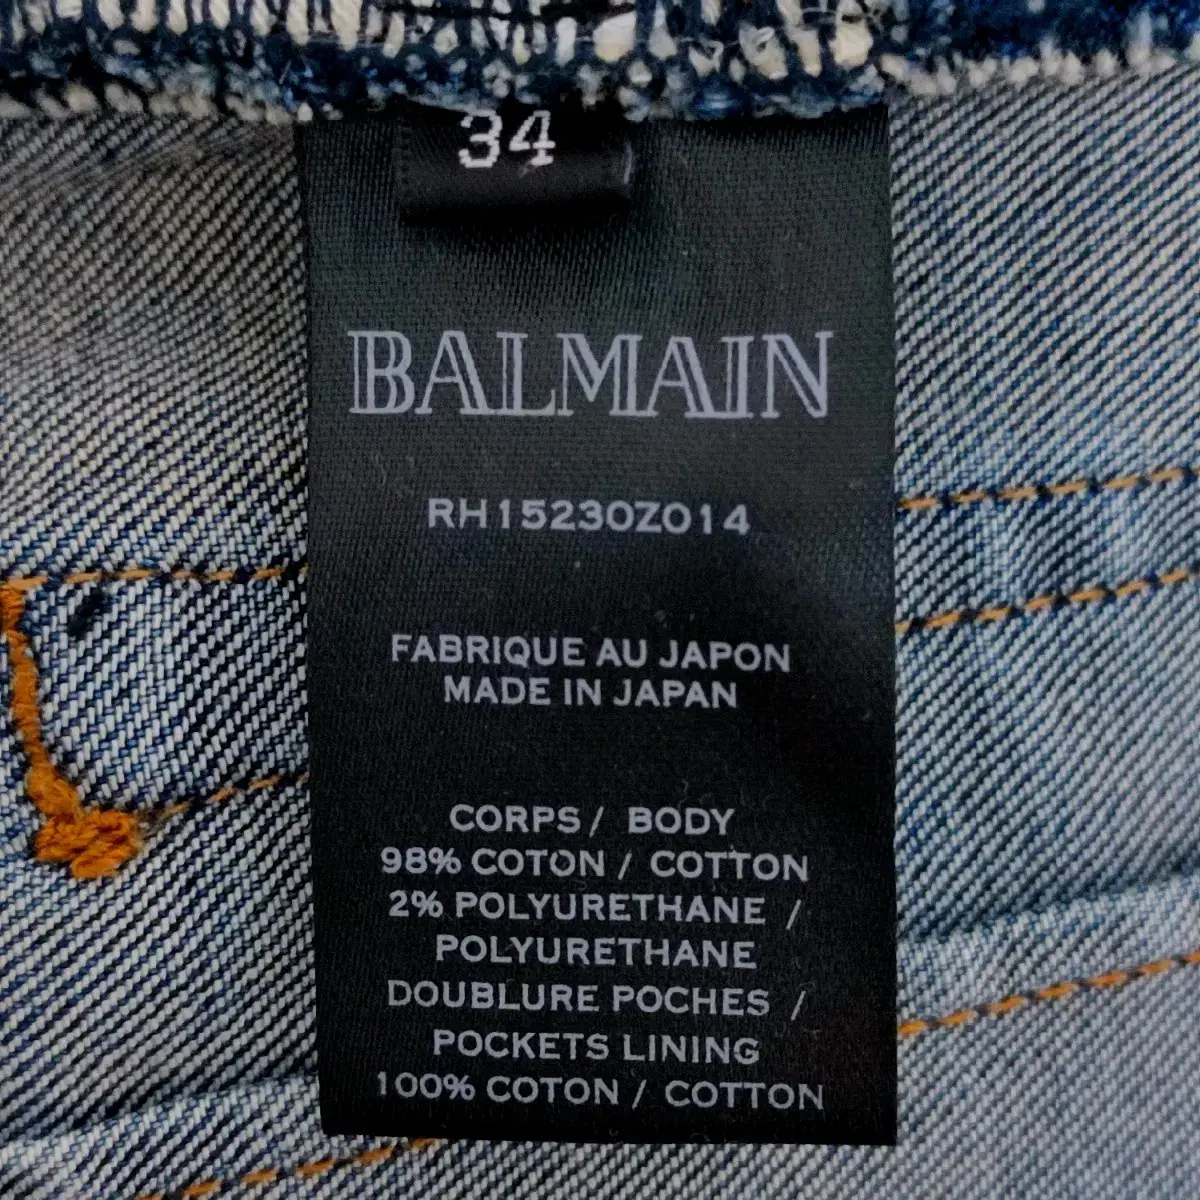 34
BALMAIN
RH15230Z014
FABRIQUE AU JAPON
MADE IN JAPAN
CORPS / BODY
98% COTON / COTTON
2% POLYURETHANE /
POLYURETHANE
DOUBLURE POCHES /
POCKETS LINING
100% COTON / COTTON